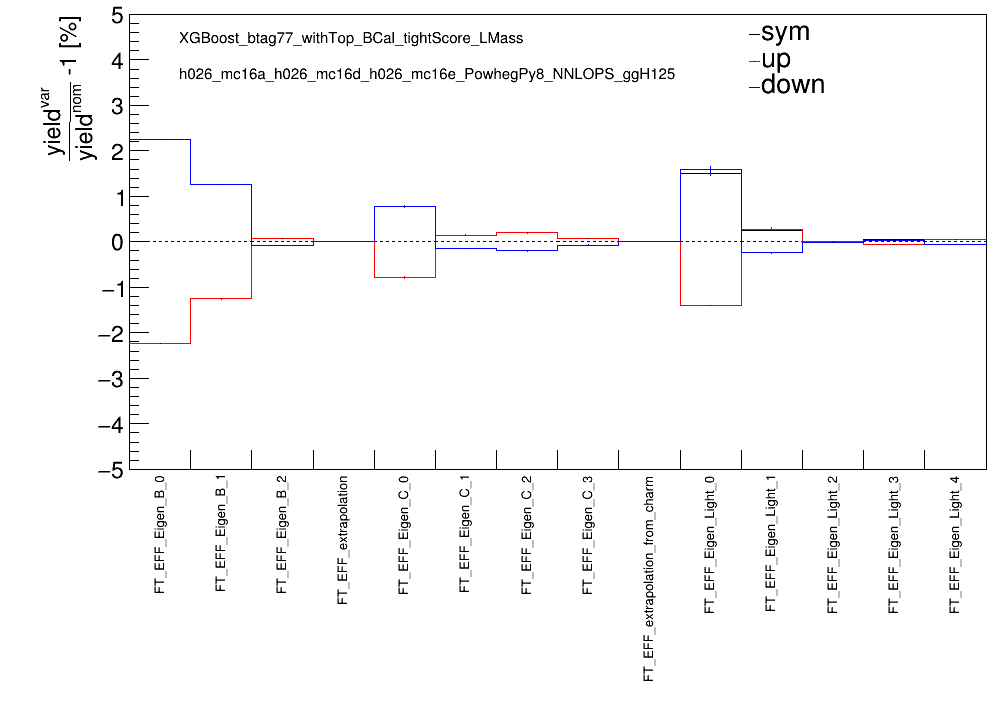 yield^var / yield^nom -1 [%]
XGBoost_btag77_withTop_BCal_tightScore_LMass
h026_mc16a_h026_mc16d_h026_mc16e_PowhegPy8_NNLOPS_ggH125
sym
up
down
5
4
3
2
1
0
−1
−2
−3
−4
−5
FT_EFF_Eigen_B_0
FT_EFF_Eigen_B_1
FT_EFF_Eigen_B_2
FT_EFF_extrapolation
FT_EFF_Eigen_C_0
FT_EFF_Eigen_C_1
FT_EFF_Eigen_C_2
FT_EFF_Eigen_C_3
FT_EFF_extrapolation_from_charm
FT_EFF_Eigen_Light_0
FT_EFF_Eigen_Light_1
FT_EFF_Eigen_Light_2
FT_EFF_Eigen_Light_3
FT_EFF_Eigen_Light_4